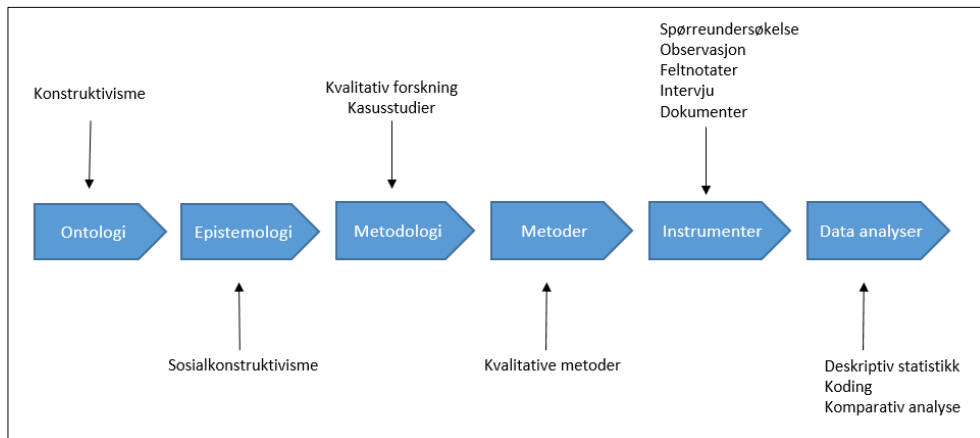 Spørreundersøkelse
Observasjon
Feltnotater
Intervju
Dokumenter
Konstruktivisme
Kvalitativ forskning
Kasusstudier
Ontologi
Epistemologi
Metodologi
Metoder
Instrumenter
Data analyser
Sosialkonstruktivisme
Kvalitative metoder
Deskriptiv statistikk
Koding
Komparativ analyse